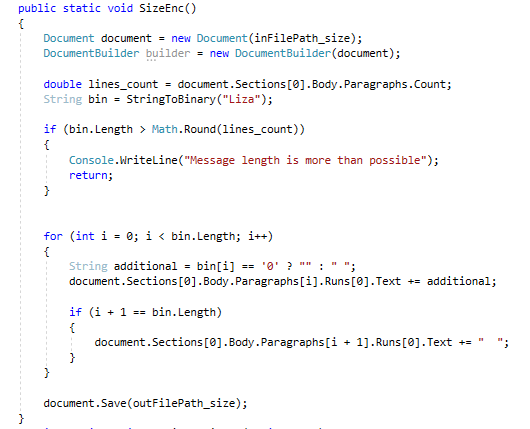 public static void SizeEnc()
{
Document document = new Document(inFilePath_size);
DocumentBuilder builder = new DocumentBuilder(document);
double lines_count = document.Sections[0].Body.Paragraphs.Count;
String bin = StringToBinary("Liza");
if (bin.Length > Math.Round(lines_count))
{
Console.WriteLine("Message length is more than possible");
return;
}
for (int i = 0; i < bin.Length; i++)
{
String additional = bin[i] == '0' ? "" : " ";
document.Sections[0].Body.Paragraphs[i].Runs[0].Text += additional;
if (i + 1 == bin.Length)
{
document.Sections[0].Body.Paragraphs[i + 1].Runs[0].Text += "  ";
}
}
document.Save(outFilePath_size);
}